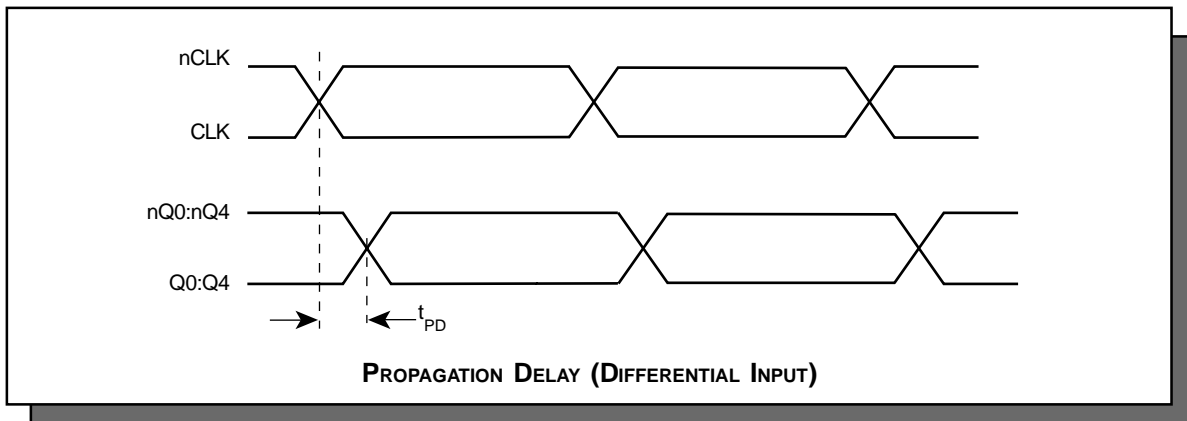 nCLK
CLK
nQ0:nQ4
Q0:Q4
tPD
PROPAGATION DELAY (DIFFERENTIAL INPUT)